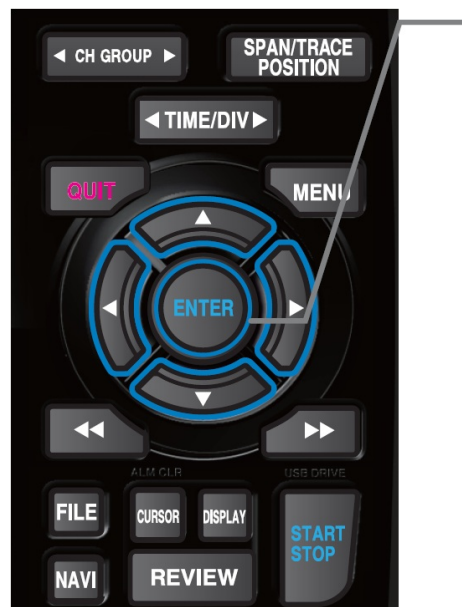 ◀ CH GROUP ▶
SPAN/TRACE
POSITION
◀TIME/DIV▶
QUIT
MENU
ENTER
ALM CLR
USB DRIVE
FILE
CURSOR
DISPLAY
START
STOP
NAVI
REVIEW